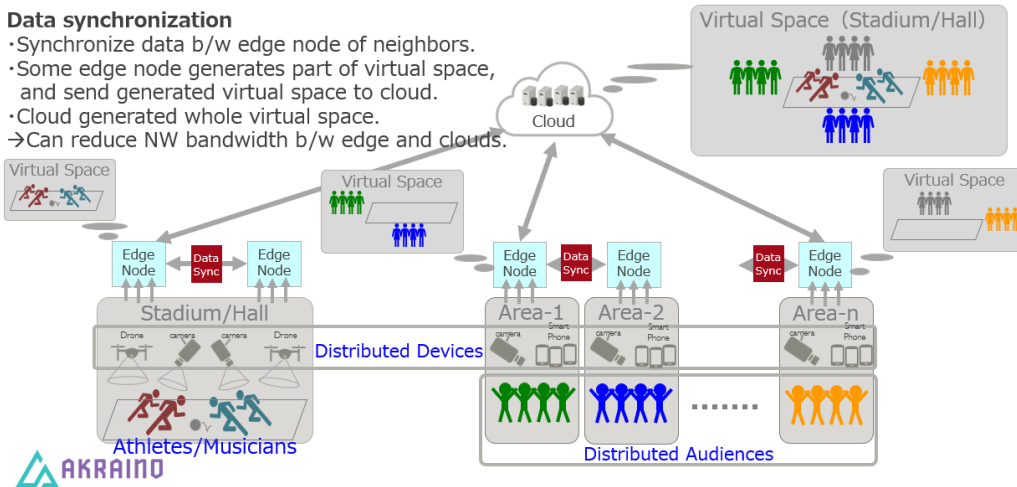 Data synchronization
・Synchronize data b/w edge node of neighbors.
・Some edge node generates part of virtual space,
and send generated virtual space to cloud.
・Cloud generated whole virtual space.
→Can reduce NW bandwidth b/w edge and clouds.
Virtual Space（Stadium/Hall）
Cloud
Virtual Space
Virtual Space
Virtual Space
Edge
Node
Data
Sync
Edge
Node
Edge
Node
Data
Sync
Edge
Node
Data
Sync
Edge
Node
Stadium/Hall
Area-1
Area-2
Area-n
Drone
camera
camera
Drone
camera
Smart
Phone
camera
Smart
Phone
camera
Smart
Phone
Distributed Devices
Athletes/Musicians
Distributed Audiences
AKRAINO